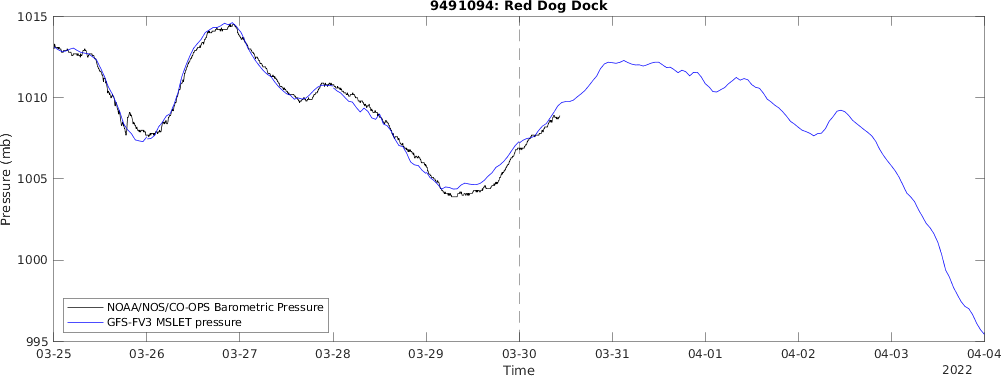 9491094: Red Dog Dock
1015
1010
1005
1000
995
Pressure (mb)
NOAA/NOS/CO-OPS Barometric Pressure
GFS-FV3 MSLET pressure
03-25 03-26 03-27 03-28 03-29 03-30 03-31 04-01 04-02 04-03 04-04
Time
2022